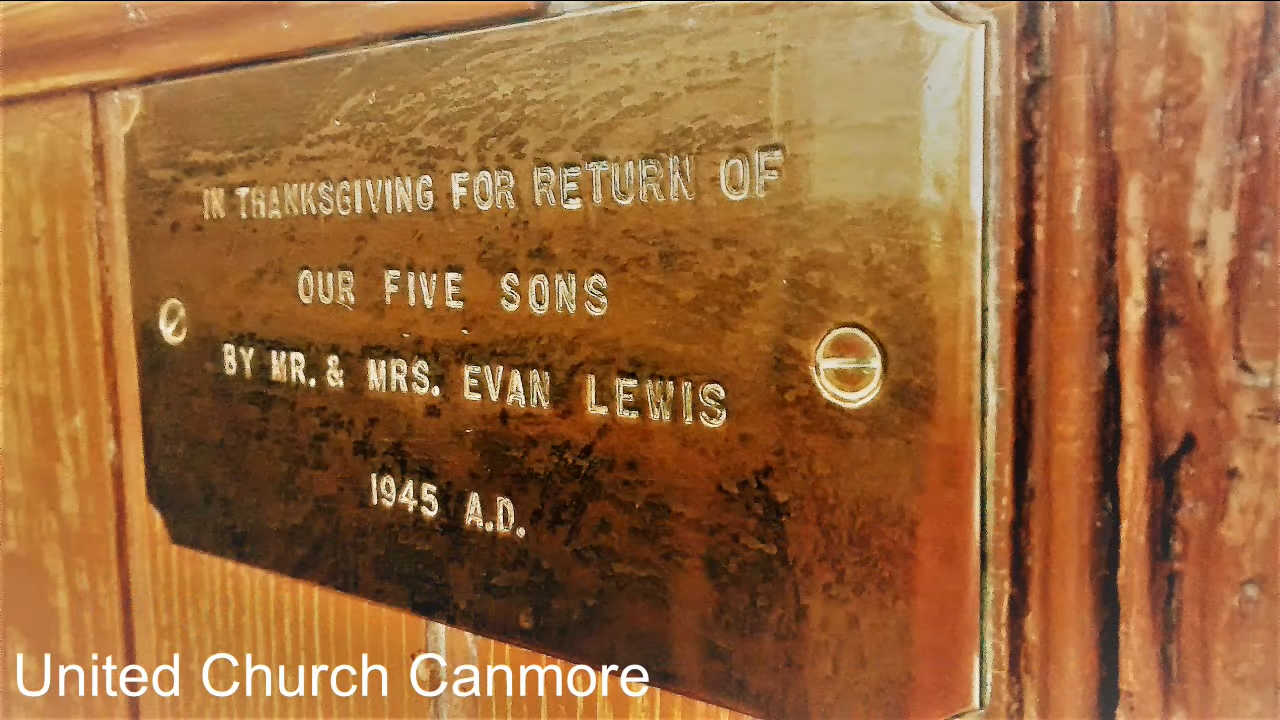 IN THANKSGIVING FOR RETURN OF
OUR FIVE SONS
BY MR. & MRS. EVAN LEWIS
1945 A.D.
United Church Canmore